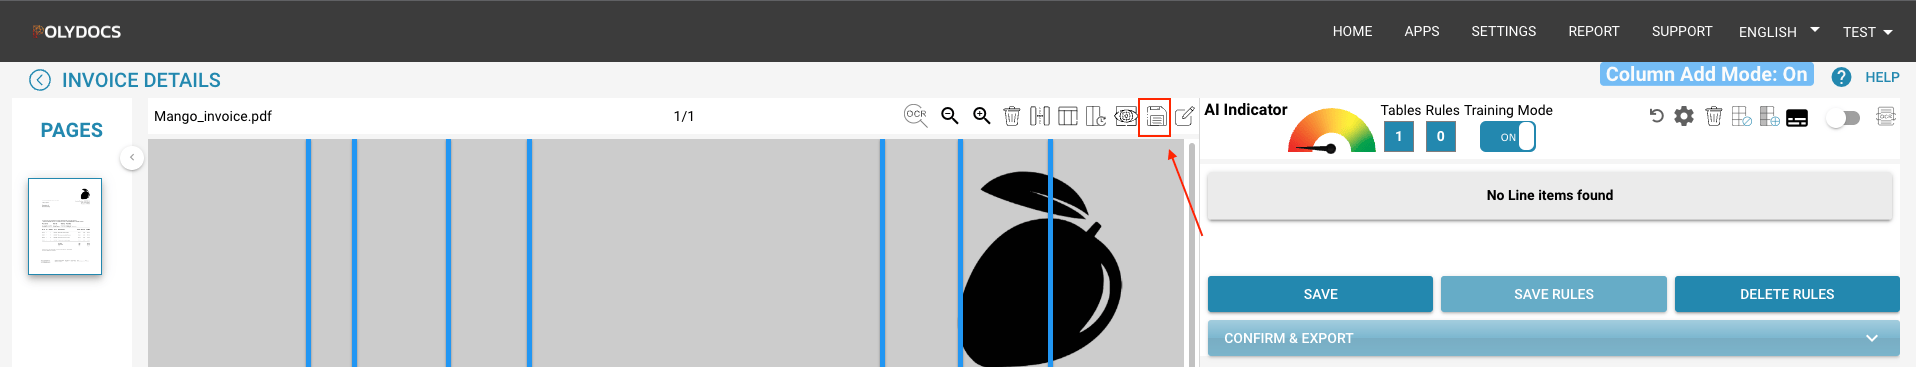 OLYDOCS
HOME APPS SETTINGS REPORT SUPPORT ENGLISH TEST
INVOICE DETAILS
Column Add Mode: On
? HELP
PAGES
Mango_invoice.pdf
1/1
OCR
AI Indicator
Tables Rules Training Mode
1 0 ON
No Line items found
SAVE SAVE RULES DELETE RULES
CONFIRM & EXPORT